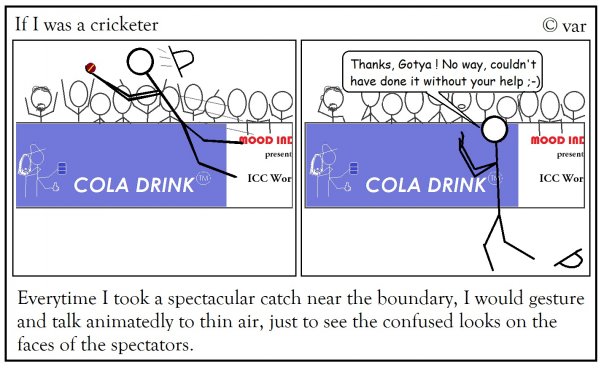 If I was a cricketer
© var
COLA DRINK TM
MOOD IND
present
ICC Wor
Thanks, Gotya ! No way, couldn't
have done it without your help ;-)
COLA DRINK TM
MOOD IND
present
ICC Wor
Everytime I took a spectacular catch near the boundary, I would gesture
and talk animatedly to thin air, just to see the confused looks on the
faces of the spectators.